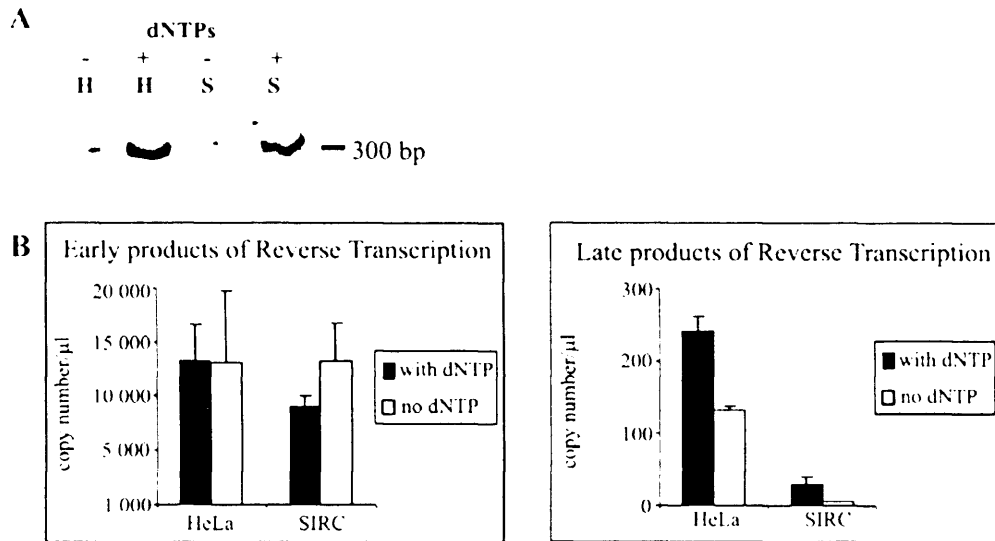 A
dNTPs
- + - +
H H S S
300 bp
B
Early products of Reverse Transcription
20 000
15 000
10 000
5 000
1 000
copy number/µl
HeLa SIRC
with dNTP
no dNTP
Late products of Reverse Transcription
300
200
100
0
copy number/µl
HeLa SIRC
with dNTP
no dNTP